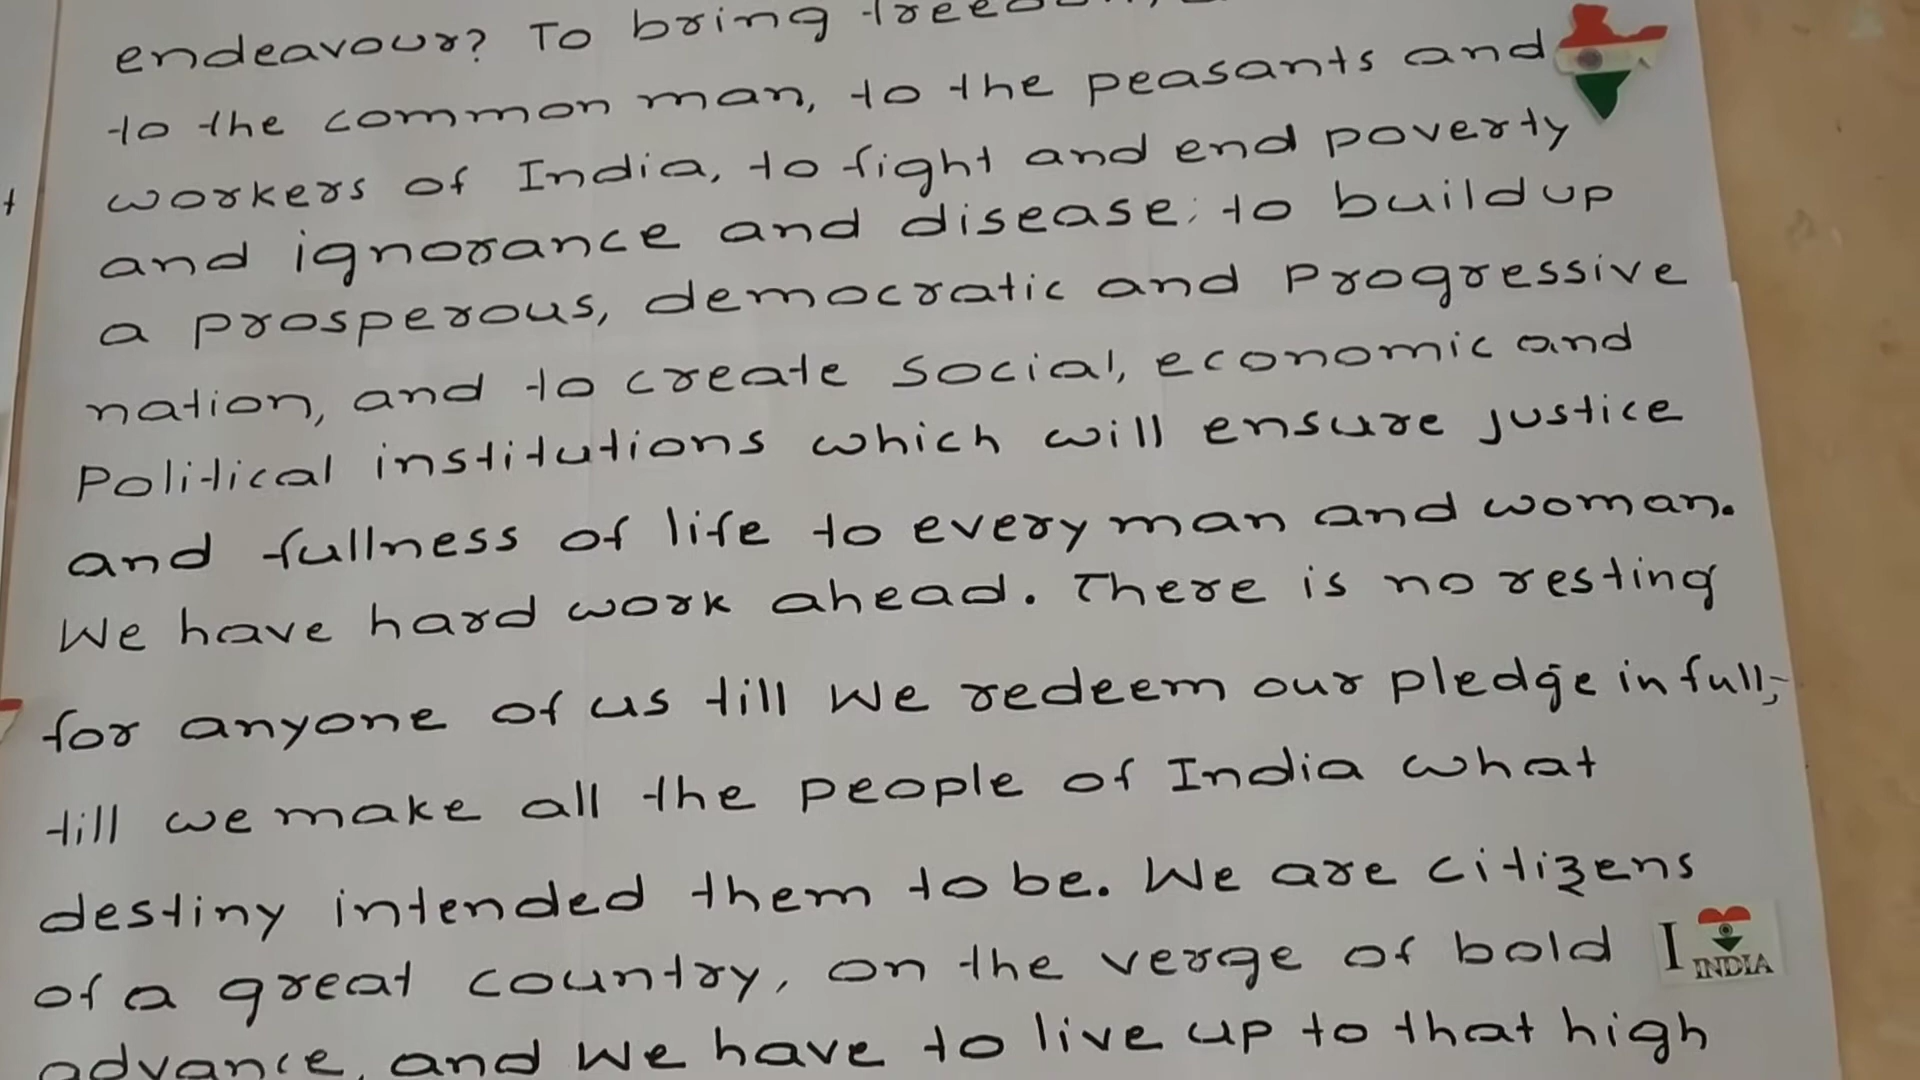 endeavour? To bring
to the common man, to the peasants and
workers of India, to fight and end poverty
and ignorance and disease; to build up
a prosperous, democratic and Progressive
nation, and to create social, economic and
Political institutions which will ensure justice
and fullness of life to every man and woman.
We have hard work ahead. There is no resting
for anyone of us till We redeem our pledge in full,
till we make all the people of India what
destiny intended them to be. We are citizens
of a great country, on the verge of bold
I INDIA
advance, and We have to live up to that high